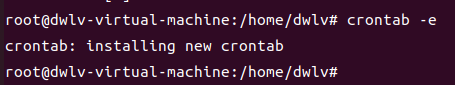 root@dwlv-virtual-machine:/home/dwlv# crontab -e
crontab: installing new crontab
root@dwlv-virtual-machine:/home/dwlv#